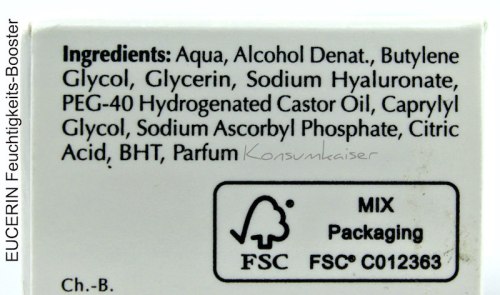 EUCERIN Feuchtigkeits-Booster
Ingredients: Aqua, Alcohol Denat., Butylene
Glycol, Glycerin, Sodium Hyaluronate,
PEG-40 Hydrogenated Castor Oil, Caprylyl
Glycol, Sodium Ascorbyl Phosphate, Citric
Acid, BHT, Parfum Konsumkaiser
FSC
MIX
Packaging
FSC® C012363
Ch.-B.